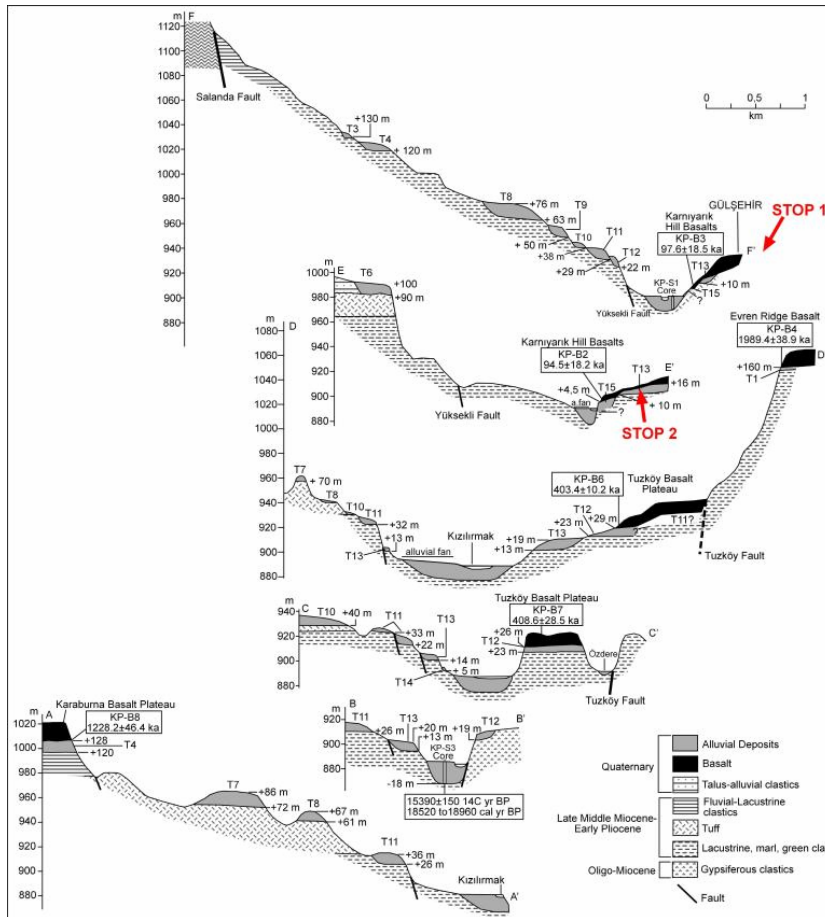 m F
1120
1100
1080
1060
1040
1020
1000
980
960
940
920
900
880
860
Salanda Fault
+130 m
T3
T4
+ 120 m
T8
+76 m
T9
+ 63 m
+ 50 m
T10
+38 m
T11
+29 m
T12
+22 m
Yüksekli Fault
KP-S1
Core
Karnıyarık
Hill Basalts
KP-B3
97.6±18.5 ka
GÜLŞEHİR
STOP 1
F'
T13
+10 m
T15
?
0 0,5 1
km
m
E
1000
980
960
940
920
900
880
T6
+100
+90 m
Yüksekli Fault
Karnıyarık Hill Basalts
KP-B2
94.5±18.2 ka
E'
T13
+16 m
T15
+4,5 m
+ 10 m
a.fan
?
STOP 2
Evren Ridge Basalt
KP-B4
1989.4±38.9 ka
D
+160 m
T1
m
D
1080
1060
1040
1020
1000
980
960
940
920
900
880
T7
+ 70 m
T8
T10
T11
+32 m
+13 m
T13
alluvial fan
Kızılırmak
+19 m
T13
+13 m
T12
+23 m
+29 m
KP-B6
403.4±10.2 ka
Tuzköy Basalt
Plateau
T11?
Tuzköy Fault
m
C
940
920
900
880
T10
+40 m
T11
+33 m
+22 m
T13
+14 m
+ 5 m
T14
Tuzköy Basalt Plateau
KP-B7
408.6±28.5 ka
+26 m
T12
+23 m
Özdere
C'
Tuzköy Fault
Karaburna Basalt Plateau
m
A
KP-B8
1228.2±46.4 ka
1020
1000
980
960
940
920
900
880
+128
T4
+120
T7
+86 m
+72 m
T8
+67 m
+61 m
T11
+36 m
+26 m
Kızılırmak
A'
m
B
920
900
880
T11
+26 m
T13
+20 m
+13 m
KP-S3
Core
T12
+19 m
B'
-18 m
15390±150 14C yr BP
18520 to18960 cal yr BP
Quaternary
Alluvial Deposits
Basalt
Talus-alluvial clastics
Late Middle Miocene-
Early Pliocene
Fluvial-Lacustrine
clastics
Tuff
Lacustrine, marl, green cla
Oligo-Miocene
Gypsiferous clastics
Fault